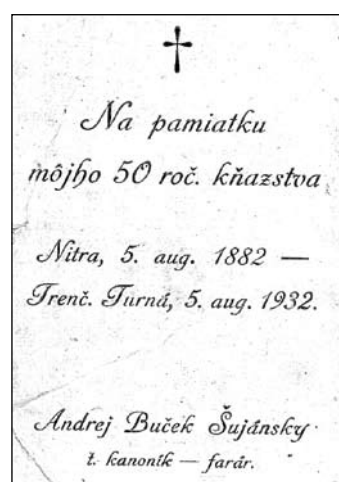 Na pamiatku
môjho 50 roč. kňazstva
Nitra, 5. aug. 1882 —
Trenč. Turná, 5. aug. 1932.
Andrej Buček Šujánsky
t. kanoník — farár.